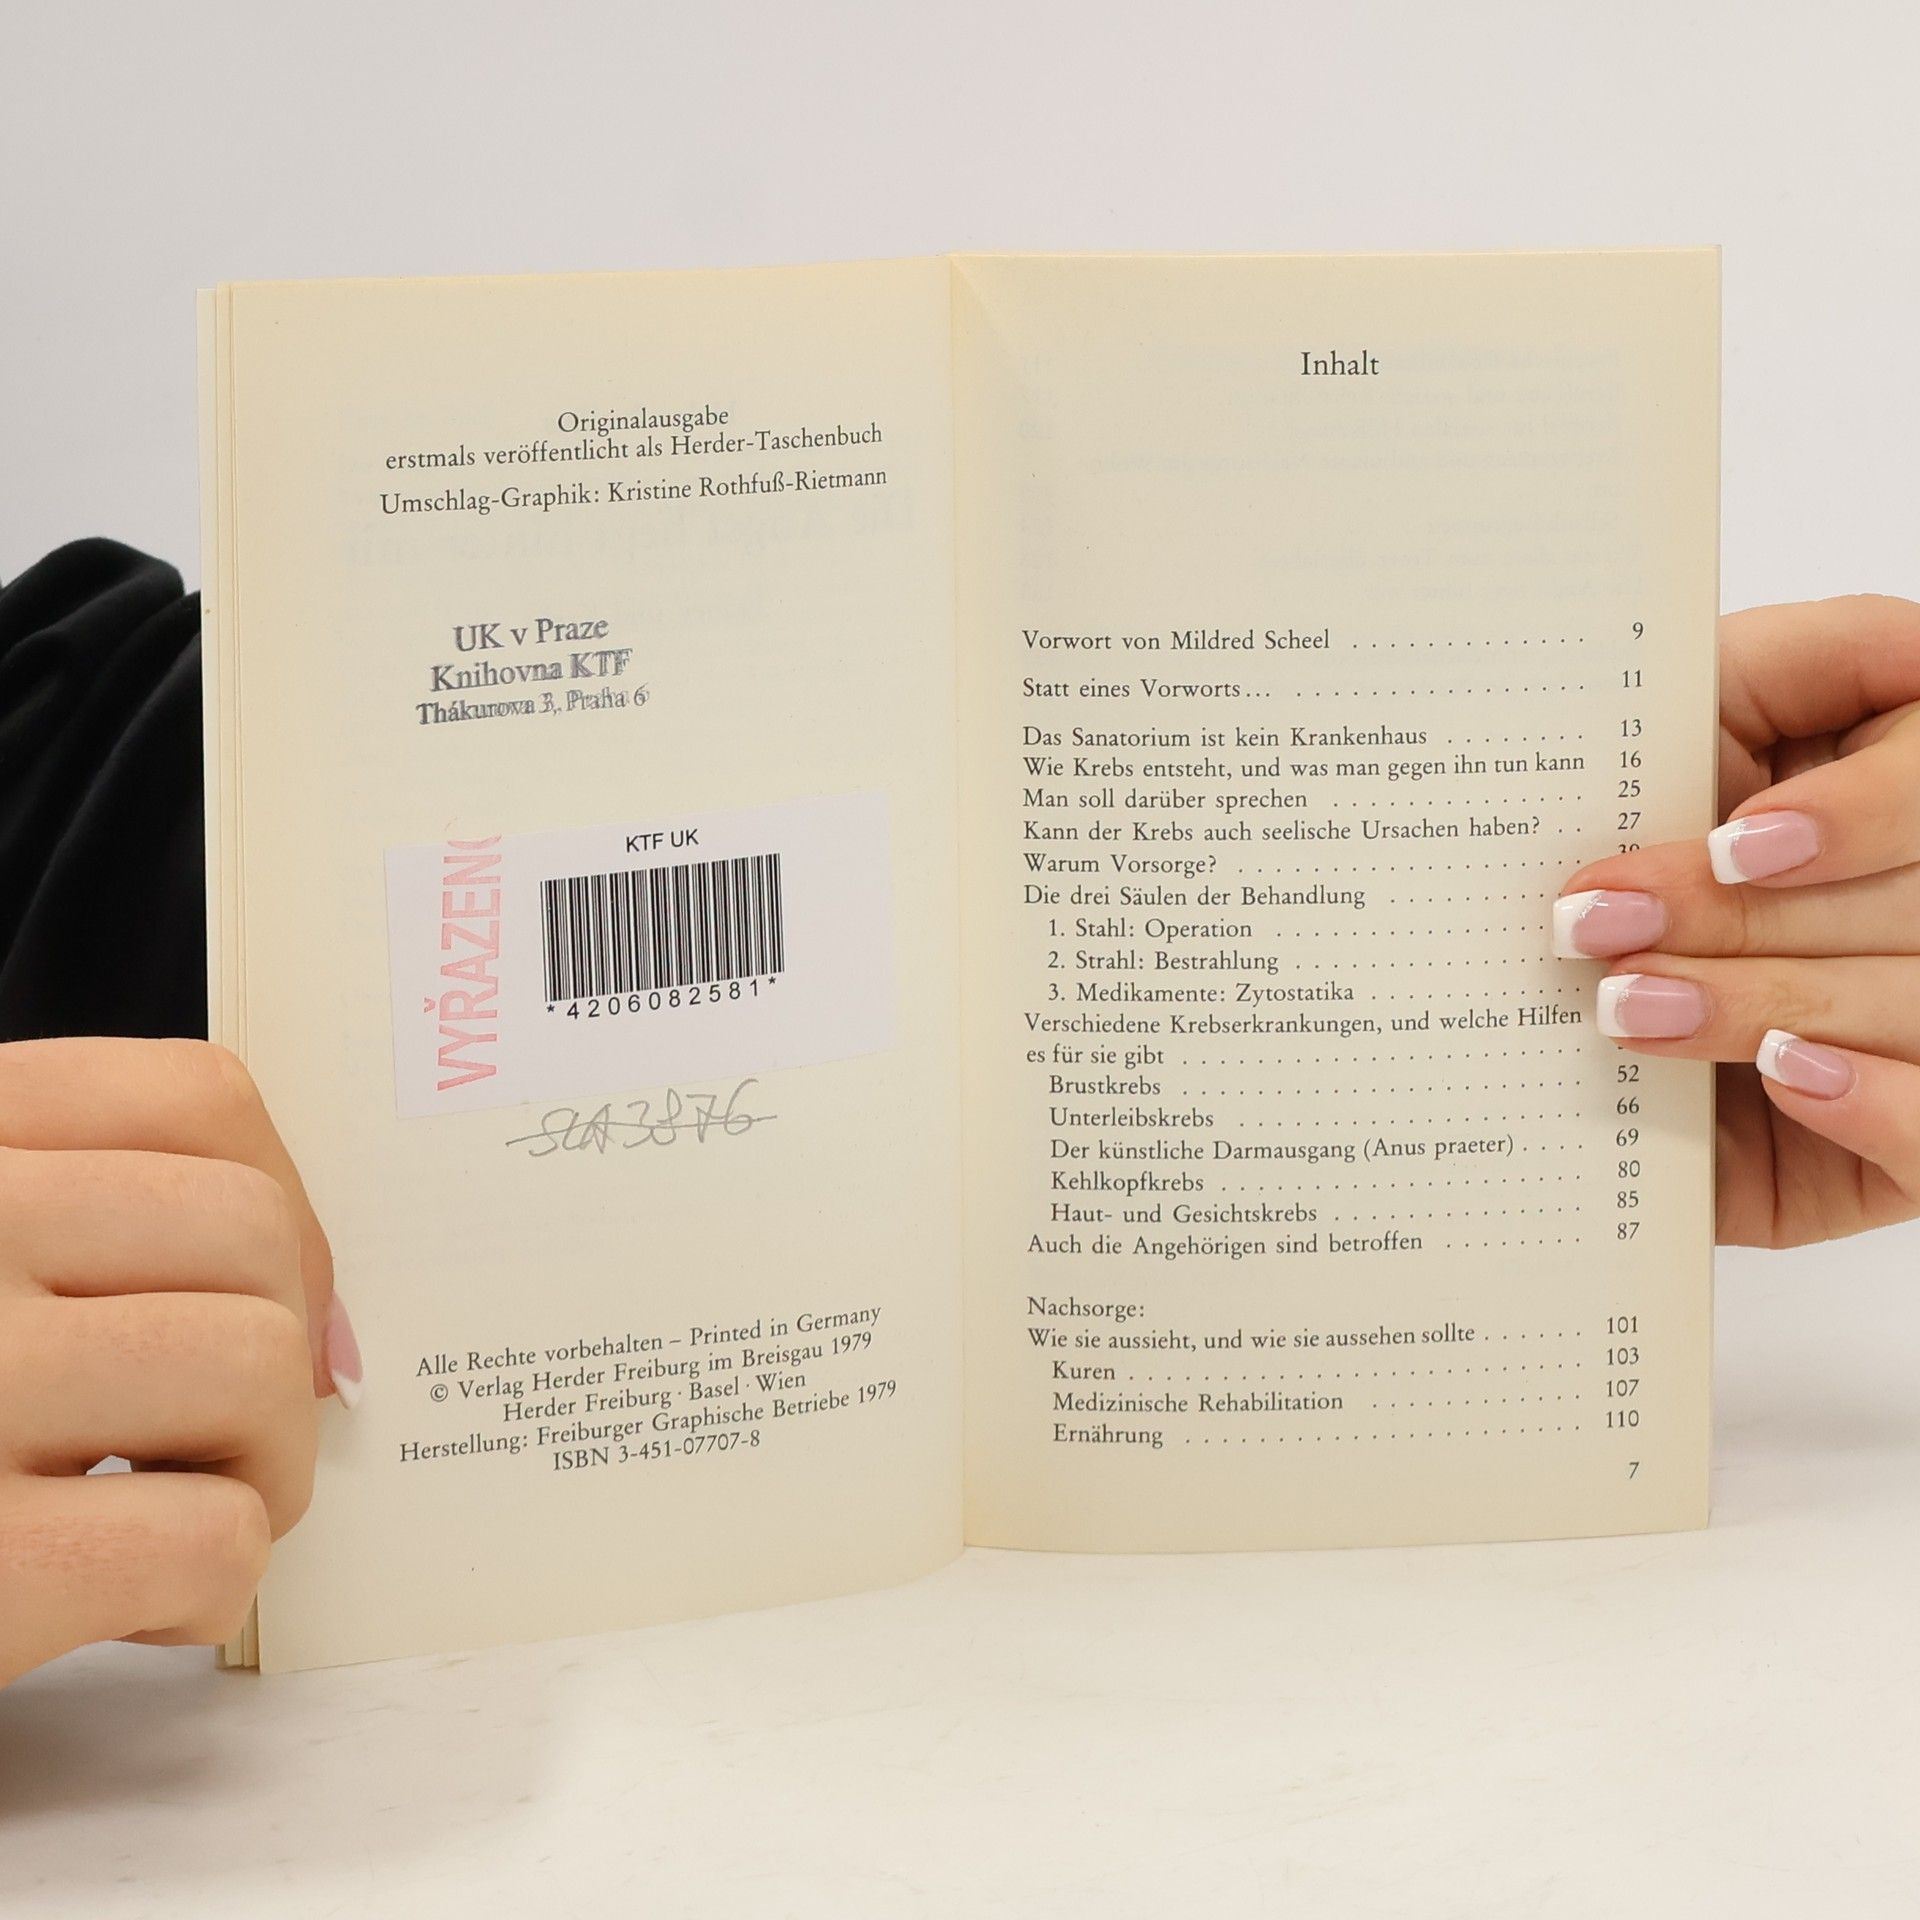 Originalausgabe
erstmals veröffentlicht als Herder-Taschenbuch
Umschlag-Graphik: Kristine Rothfuß-Rietmann
UK v Praze
Knihovna KTF
Thákurova 3, Praha 6
VYŘAZENO
KTF UK
*4206082581*
Alle Rechte vorbehalten – Printed in Germany
© Verlag Herder Freiburg im Breisgau 1979
Herder Freiburg · Basel · Wien
Herstellung: Freiburger Graphische Betriebe 1979
ISBN 3-451-07707-8
Inhalt
Vorwort von Mildred Scheel . . . . . . . . . . . . . 9
Statt eines Vorworts... . . . . . . . . . . . . . . . 11
Das Sanatorium ist kein Krankenhaus . . . . . . . . 13
Wie Krebs entsteht, und was man gegen ihn tun kann 16
Man soll darüber sprechen . . . . . . . . . . . . . . 25
Kann der Krebs auch seelische Ursachen haben? . . 27
Warum Vorsorge? . . . . . . . . . . . . . . . . . .
Die drei Säulen der Behandlung . . . . . . . . .
1. Stahl: Operation . . . . . . . . . . . . . . .
2. Strahl: Bestrahlung . . . . . . . . . . . . . .
3. Medikamente: Zytostatika . . . . . . . . . . .
Verschiedene Krebserkrankungen, und welche Hilfen
es für sie gibt . . . . . . . . . . . . . . . . . . . .
Brustkrebs . . . . . . . . . . . . . . . . . . . . 52
Unterleibskrebs . . . . . . . . . . . . . . . . . 66
Der künstliche Darmausgang (Anus praeter) . . . . 69
Kehlkopfkrebs . . . . . . . . . . . . . . . . . . 80
Haut- und Gesichtskrebs . . . . . . . . . . . . . 85
Auch die Angehörigen sind betroffen . . . . . . . . 87
Nachsorge:
Wie sie aussieht, und wie sie aussehen sollte . . . . . . 101
Kuren . . . . . . . . . . . . . . . . . . . . . . 103
Medizinische Rehabilitation . . . . . . . . . . . 107
Ernährung . . . . . . . . . . . . . . . . . . . . 110
7